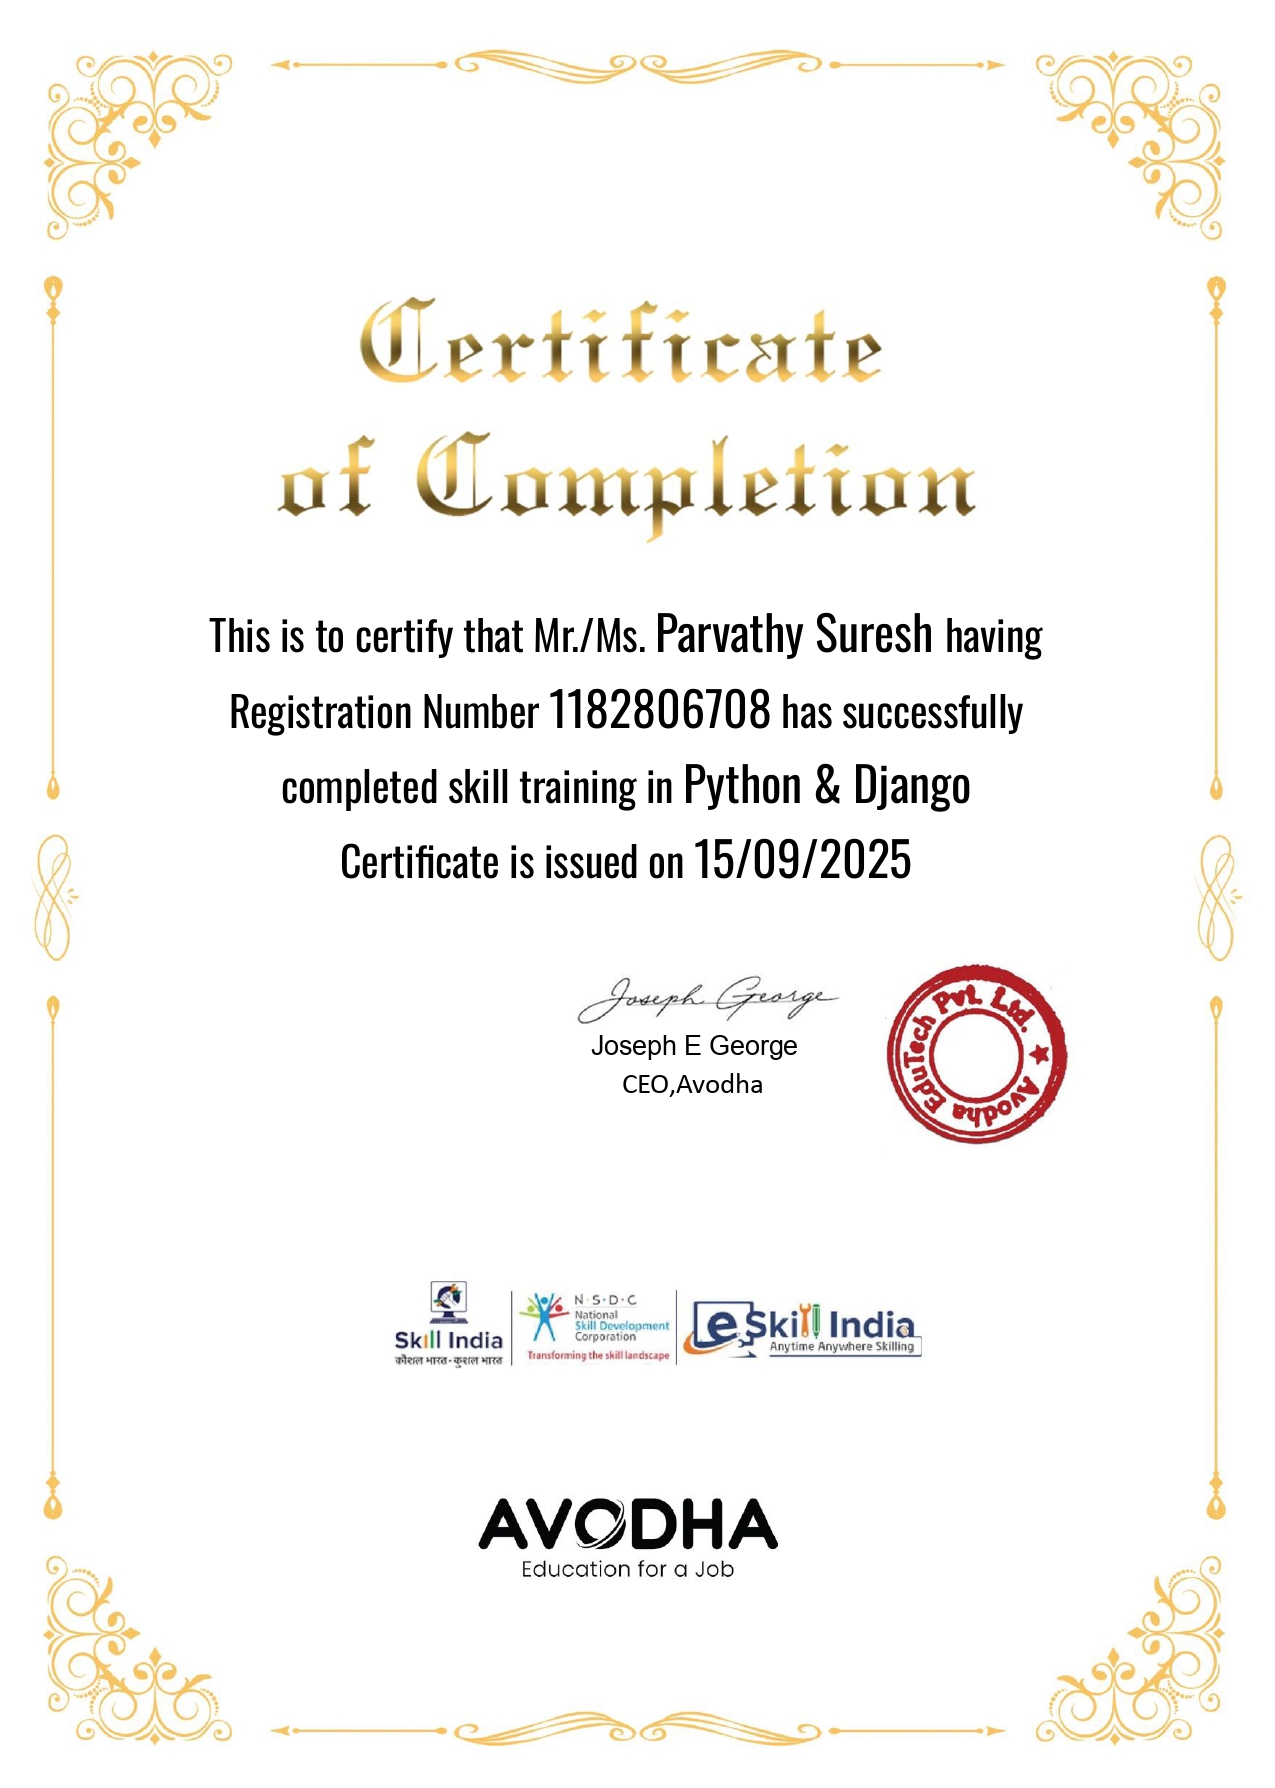 Certificate
of Completion
This is to certify that Mr./Ms. Parvathy Suresh having
Registration Number 1182806708 has successfully
completed skill training in Python & Django
Certificate is issued on 15/09/2025
Joseph George
Joseph E George
CEO,Avodha
Avodha EduTech Pvt. Ltd.
Skill India
कौशल भारत - कुशल भारत
N·S·D·C
National
Skill Development
Corporation
Transforming the skill landscape
eSkill India
Anytime Anywhere Skilling
AVODHA
Education for a Job